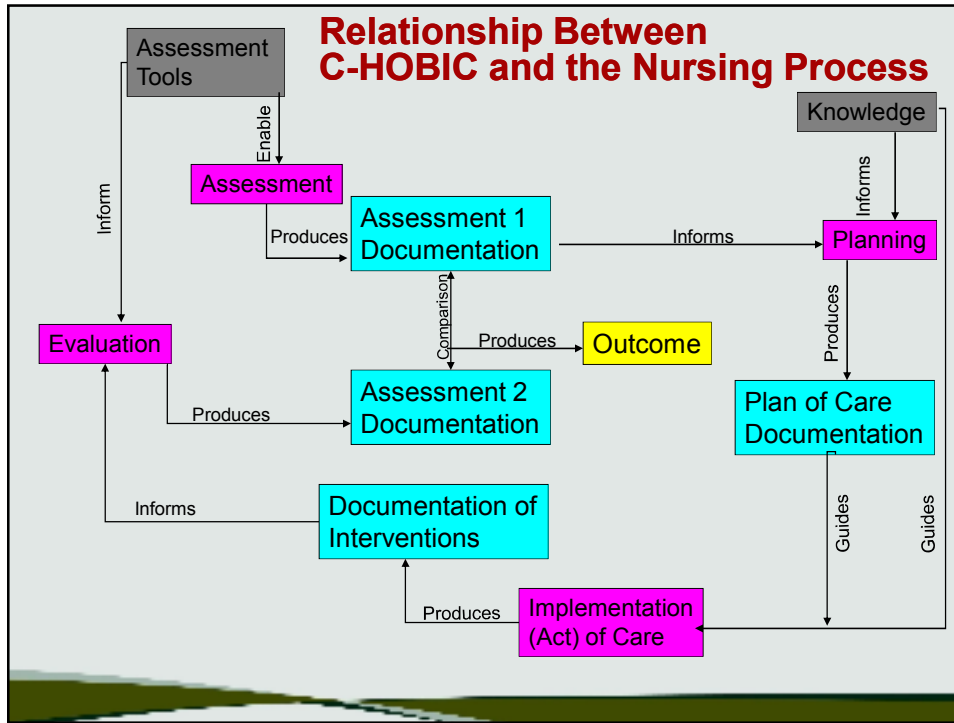 Relationship Between
C-HOBIC and the Nursing Process
Assessment
Tools
Knowledge
Enable
Inform
Informs
Assessment
Produces
Assessment 1
Documentation
Informs
Planning
Comparison
Produces
Evaluation
Produces
Outcome
Assessment 2
Documentation
Produces
Plan of Care
Documentation
Documentation of
Interventions
Informs
Guides
Guides
Produces
Implementation
(Act) of Care